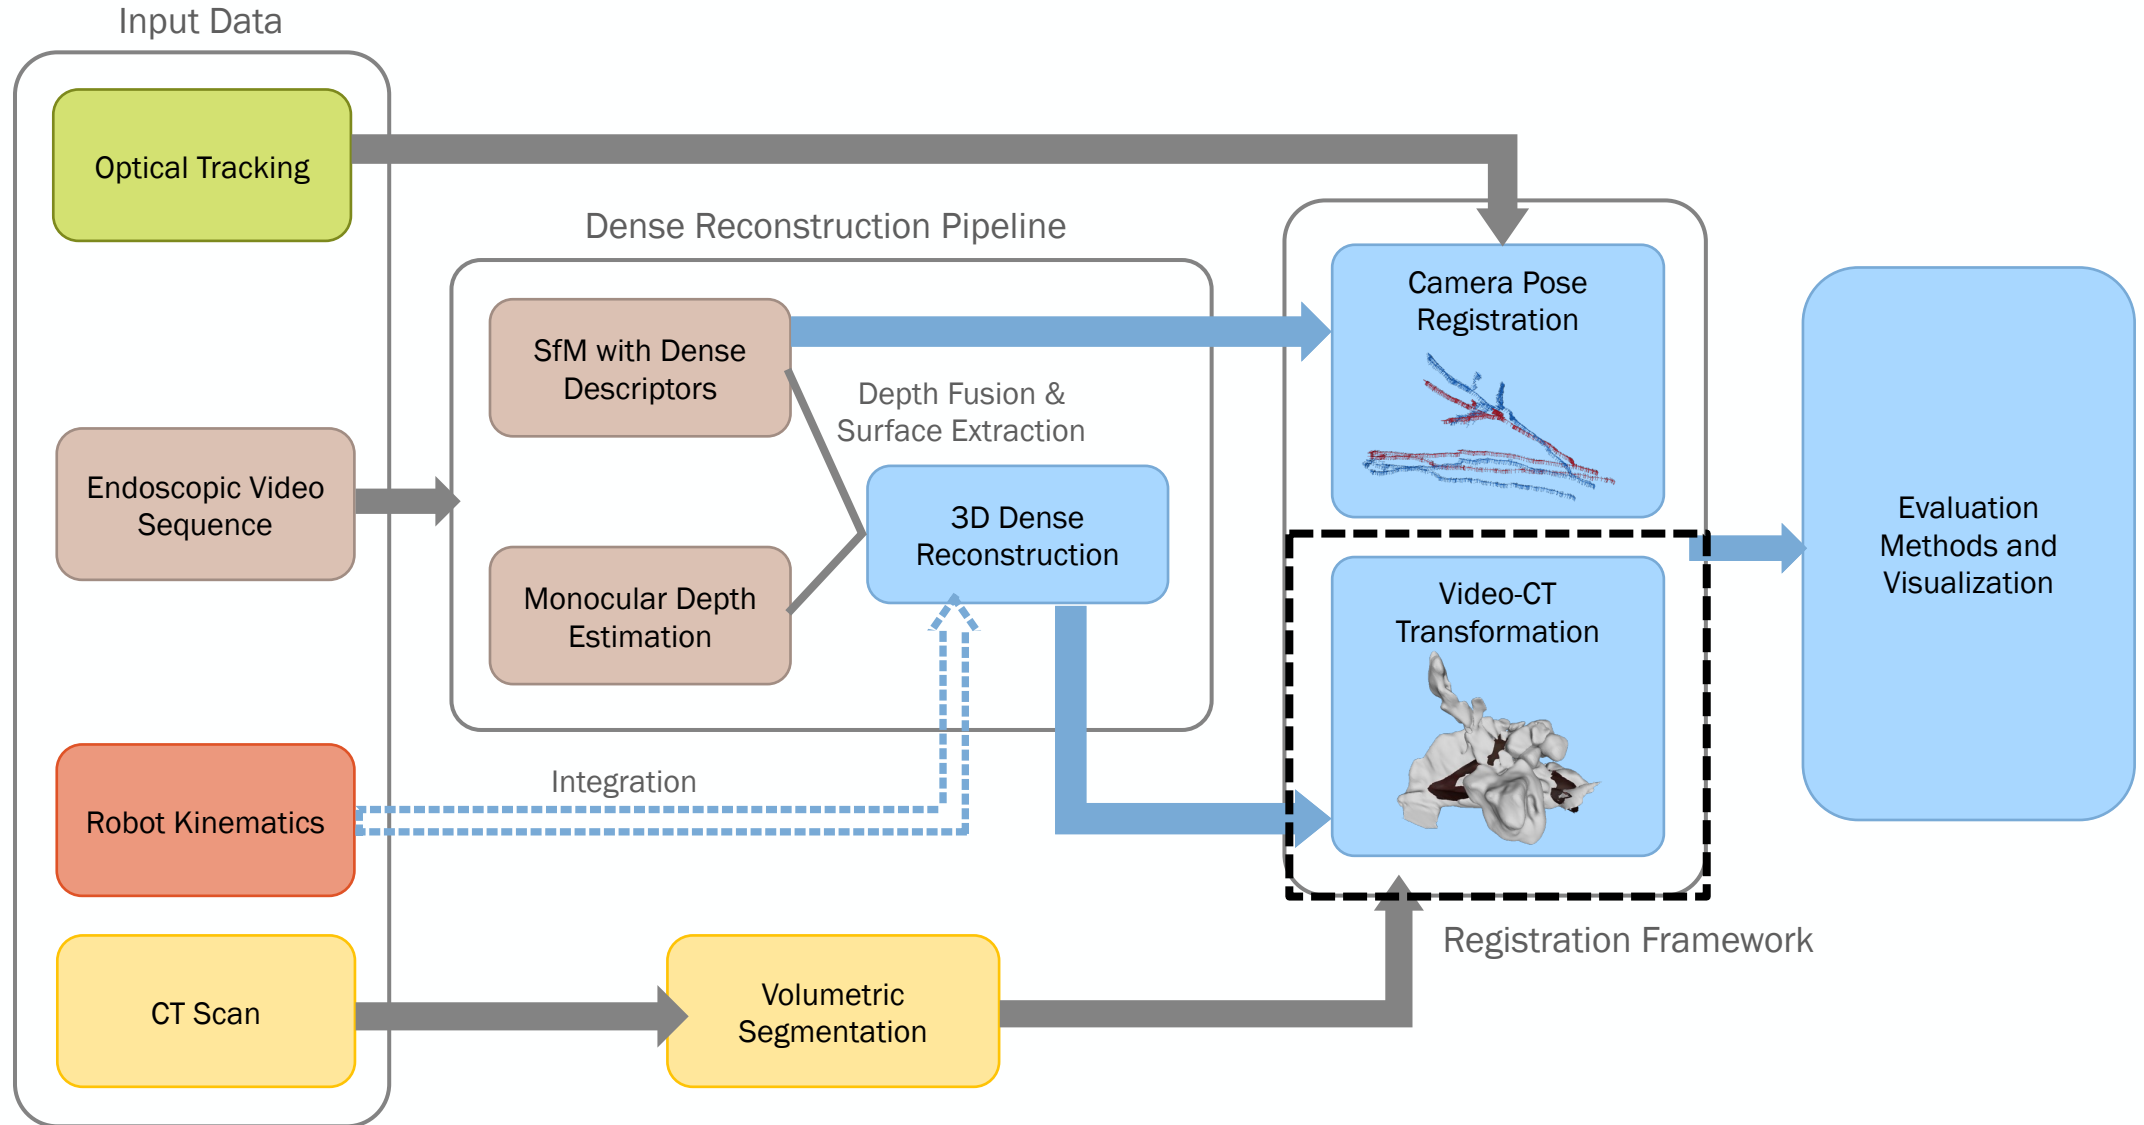 Input Data
Optical Tracking
Endoscopic Video
Sequence
Robot Kinematics
CT Scan
Dense Reconstruction Pipeline
SfM with Dense
Descriptors
Monocular Depth
Estimation
Depth Fusion &
Surface Extraction
3D Dense
Reconstruction
Integration
Volumetric
Segmentation
Camera Pose
Registration
Video-CT
Transformation
Registration Framework
Evaluation
Methods and
Visualization